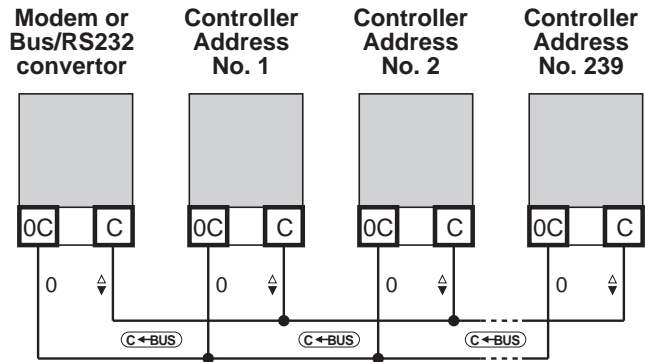 Modem or
Bus/RS232
convertor
Controller
Address
No. 1
Controller
Address
No. 2
Controller
Address
No. 239
0C C 0C C 0C C 0C C
0 0 0 0
C BUS C BUS C BUS